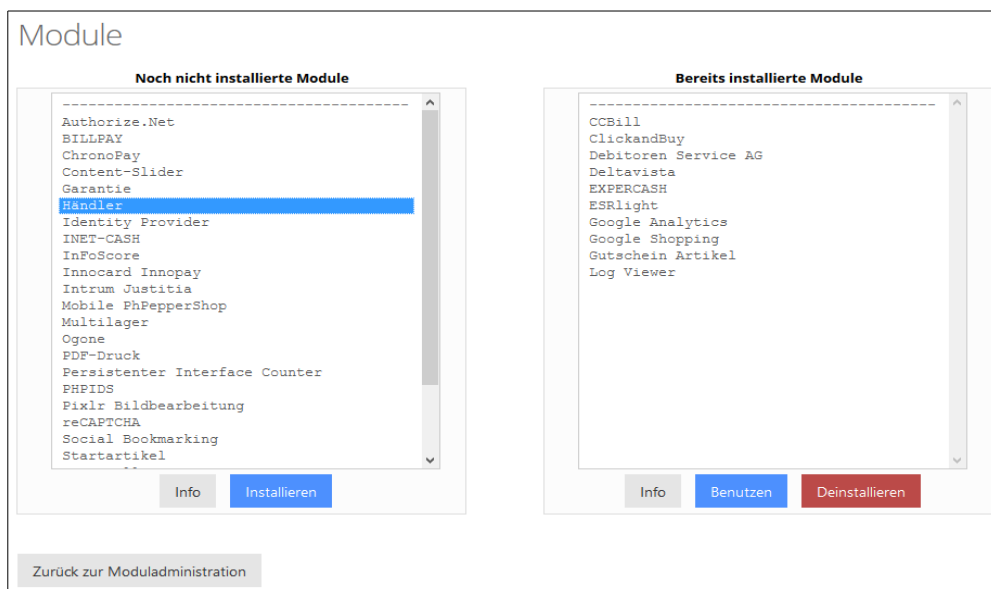 Module
Noch nicht installierte Module
-----------------------------------------
Authorize.Net
BILLPAY
ChronoPay
Content-Slider
Garantie
Händler
Identity Provider
INET-CASH
InFoScore
Innocard Innopay
Intrum Justitia
Mobile PhPepperShop
Multilager
Ogone
PDF-Druck
Persistenter Interface Counter
PHPIDS
Pixlr Bildbearbeitung
reCAPTCHA
Social Bookmarking
Startartikel
Info
Installieren
Bereits installierte Module
-----------------------------------------
CCBill
ClickandBuy
Debitoren Service AG
Deltavista
EXPERCASH
ESRlight
Google Analytics
Google Shopping
Gutschein Artikel
Log Viewer
Info
Benutzen
Deinstallieren
Zurück zur Moduladministration